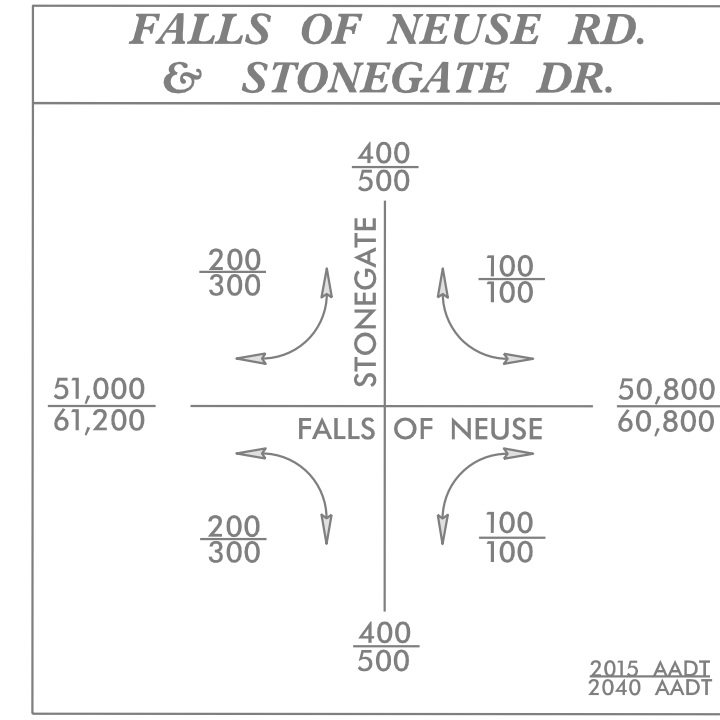 FALLS OF NEUSE RD.
& STONEGATE DR.
400
500
STONEGATE
200
300
100
100
51,000
61,200
50,800
60,800
FALLS OF NEUSE
200
300
100
100
400
500
2015 AADT
2040 AADT